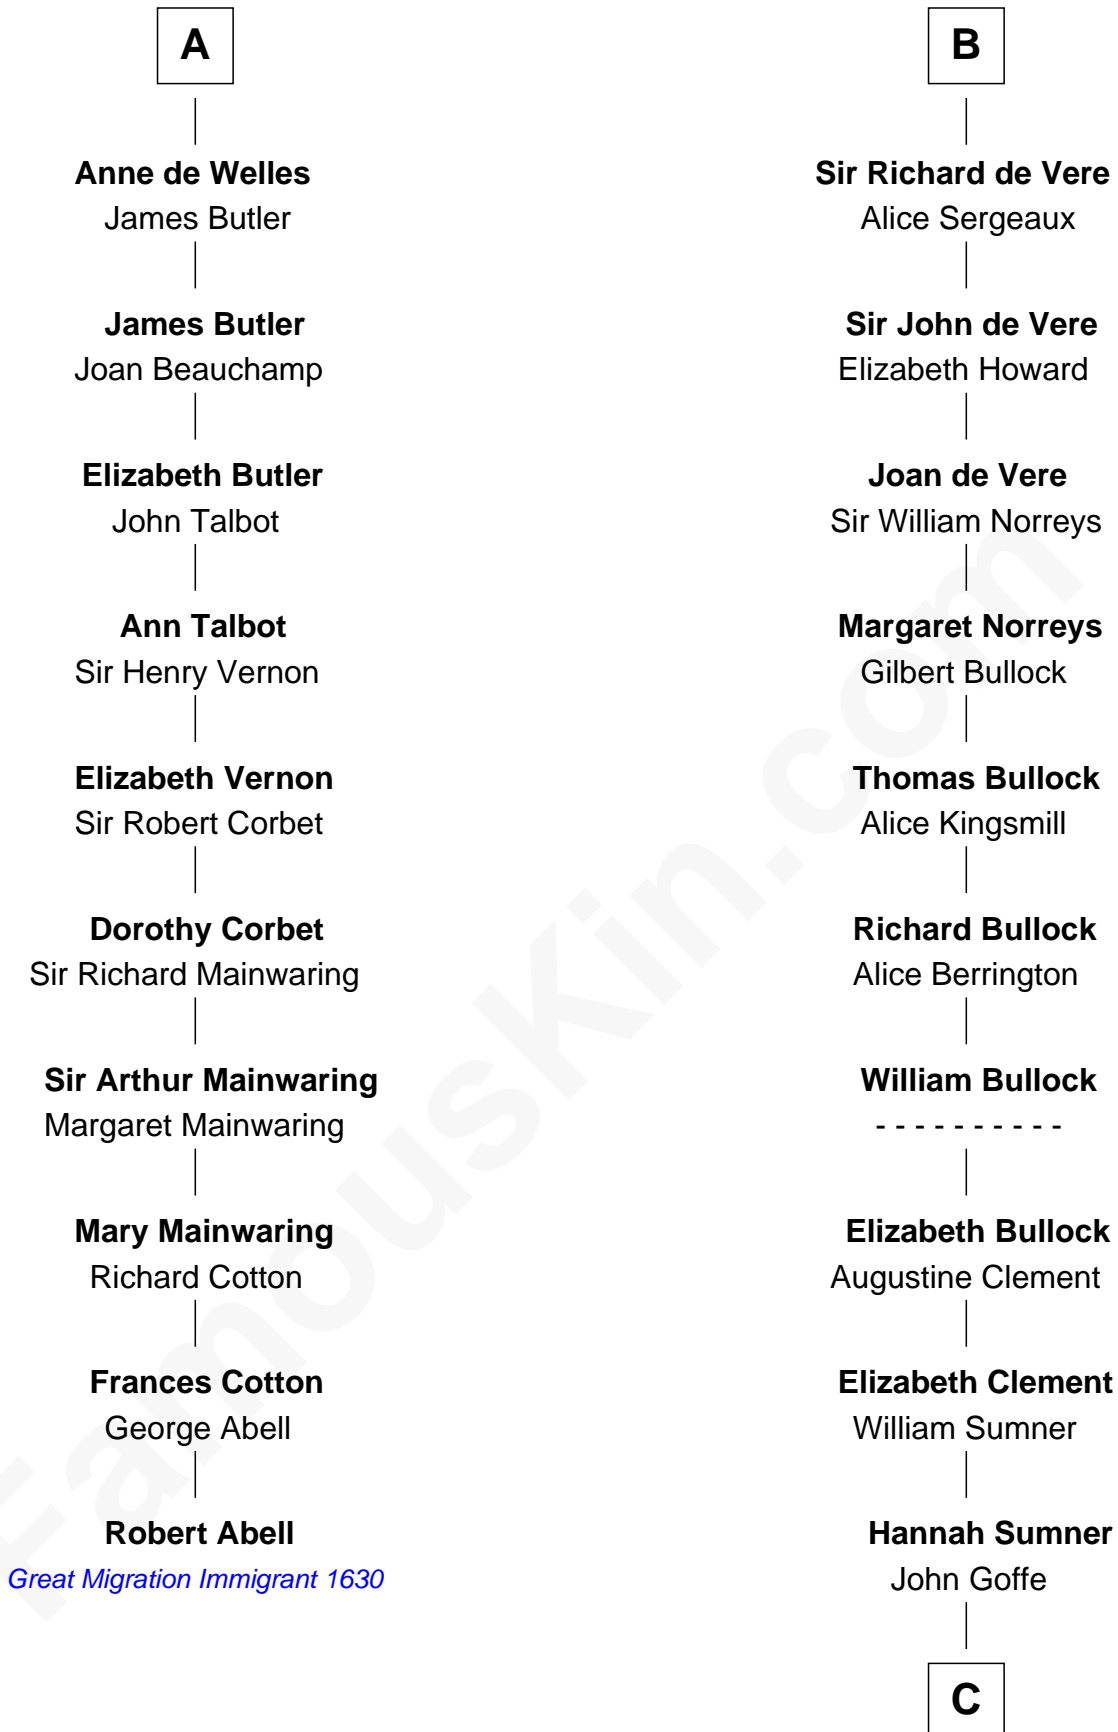 A
Anne de Welles
James Butler
James Butler
Joan Beauchamp
Elizabeth Butler
John Talbot
Ann Talbot
Sir Henry Vernon
Elizabeth Vernon
Sir Robert Corbet
Dorothy Corbet
Sir Richard Mainwaring
Sir Arthur Mainwaring
Margaret Mainwaring
Mary Mainwaring
Richard Cotton
Frances Cotton
George Abell
Robert Abell
Great Migration Immigrant 1630
B
Sir Richard de Vere
Alice Sergeaux
Sir John de Vere
Elizabeth Howard
Joan de Vere
Sir William Norreys
Margaret Norreys
Gilbert Bullock
Thomas Bullock
Alice Kingsmill
Richard Bullock
Alice Berrington
William Bullock
- - - - - - - - - -
Elizabeth Bullock
Augustine Clement
Elizabeth Clement
William Sumner
Hannah Sumner
John Goffe
C
FamousKin.com